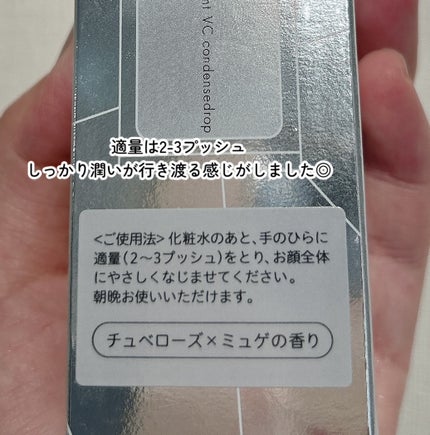 nt VC condensedrop
適量は2-3プッシュ
しっかり潤いが行き渡る感じがしました◎
<ご使用法> 化粧水のあと、手のひらに
適量(2〜3プッシュ)をとり、お顔全体
にやさしくなじませてください。
朝晩お使いいただけます。
チュベローズ×ミュゲの香り